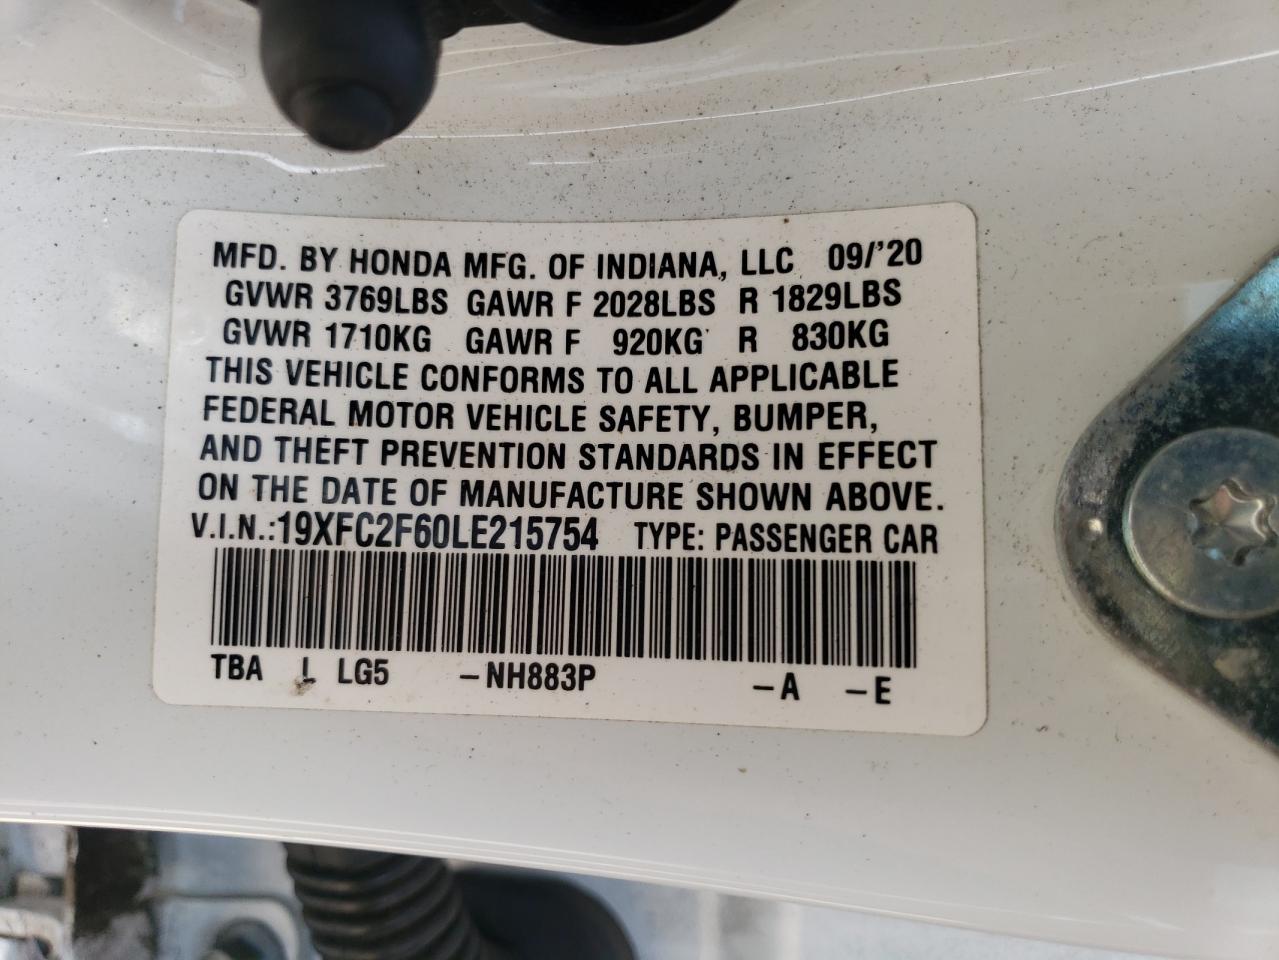 MFD. BY HONDA MFG. OF INDIANA, LLC 09/'20
GVWR 3769LBS GAWR F 2028LBS R 1829LBS
GVWR 1710KG GAWR F 920KG R 830KG
THIS VEHICLE CONFORMS TO ALL APPLICABLE
FEDERAL MOTOR VEHICLE SAFETY, BUMPER,
AND THEFT PREVENTION STANDARDS IN EFFECT
ON THE DATE OF MANUFACTURE SHOWN ABOVE.
V.I.N.:19XFC2F60LE215754 TYPE: PASSENGER CAR
TBA L LG5 -NH883P -A -E